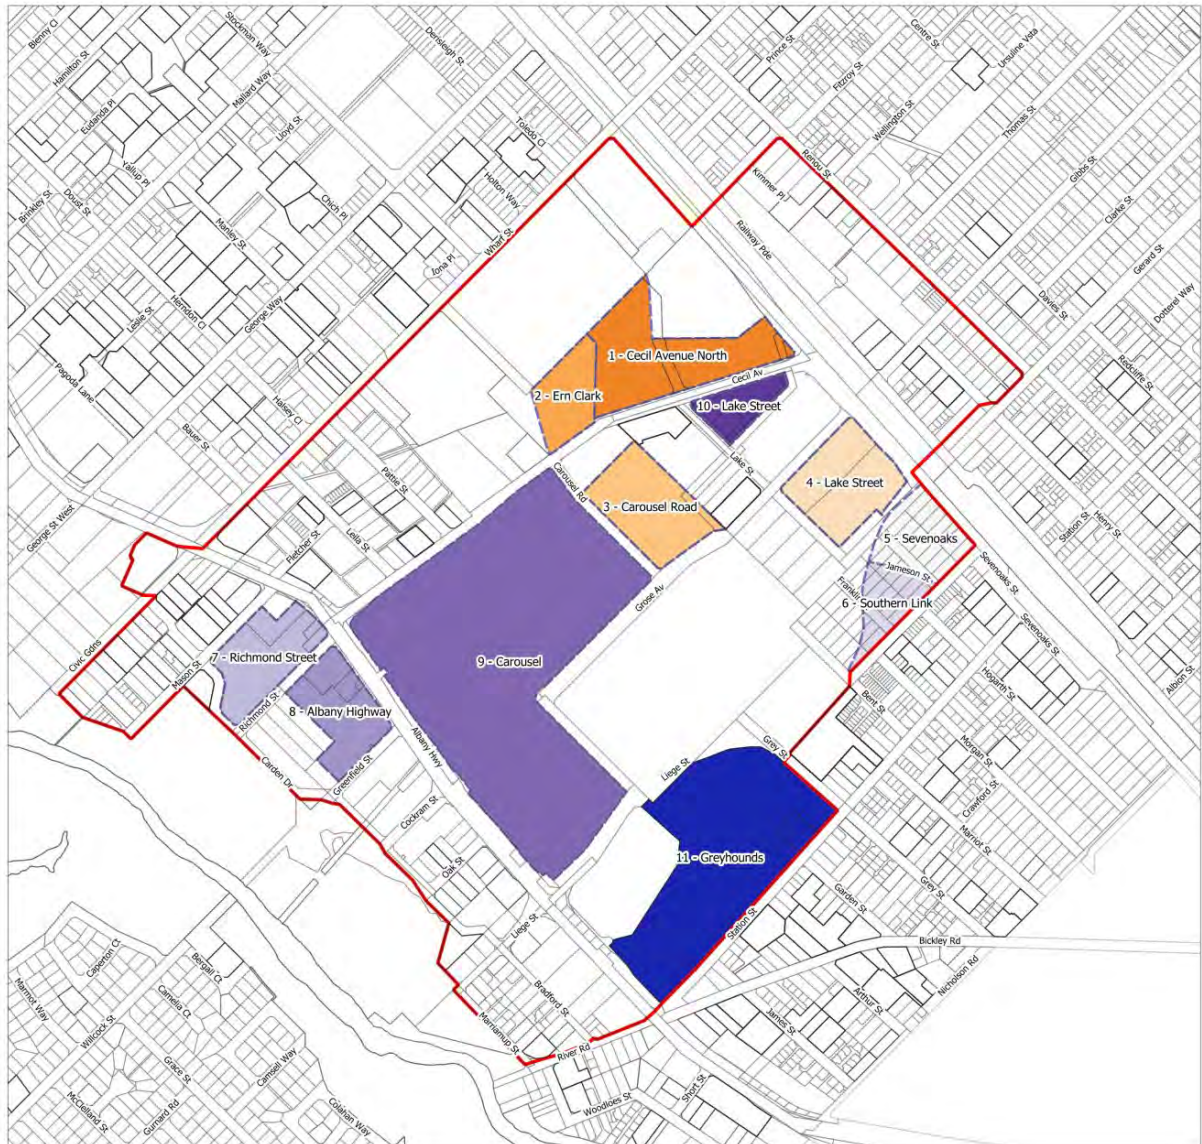 Blenny Cl
Hamilton St
Stockman Way
Mallard Way
Eudanda Pl
Lloyd St
Yallup Pl
Derisleigh St
Toledo Cl
Holton Way
Prince St
Centre St
Ursuline Vsta
Fitzroy St
Wellington St
Thomas St
Renou St
Kimmer Pl
Gibbs St
Clarke St
Gerard St
Dotterel Way
Brinkley St
Doust St
Chich Pl
Manley St
Wharf St
Iona Pl
Railway Pde
Davies St
Redcliffe St
Leslie St
George Way
Herndon Cl
Pagoda Lane
Halsey Cl
Bauer St
1 - Cecil Avenue North
Cecil Av
2 - Ern Clark
10 - Lake Street
Lake St
Carousel Rd
Pattie St
3 - Carousel Road
4 - Lake Street
George St West
Fletcher St
Leila St
Station St
Henry St
5 - Sevenoaks
Jameson St
Franklin
6 - Southern Link
Sevenoaks St
Sevenoaks St
Grose Av
Civic Gdns
Mason St
7 - Richmond Street
Richmond St
8 - Albany Highway
9 - Carousel
Albany Hwy
Greenfield St
Carden Dr
Albion St
Hogarth St
Bent St
Morgan St
Grey St
Liege St
Crawford St
Marriot St
Cockram St
Oak St
11 - Greyhounds
Grey St
Garden St
Station St
Liege St
Bickley Rd
Nicholson Rd
Caperton Ct
Bergall Ct
Marriot Way
Camelia Ct
Willcock St
Bradford St
Arthur St
James St
Marriamup St
River Rd
Grace St
Camsell Way
McClelland St
Gurnard Rd
Colahan Way
Woodloes St
Short St